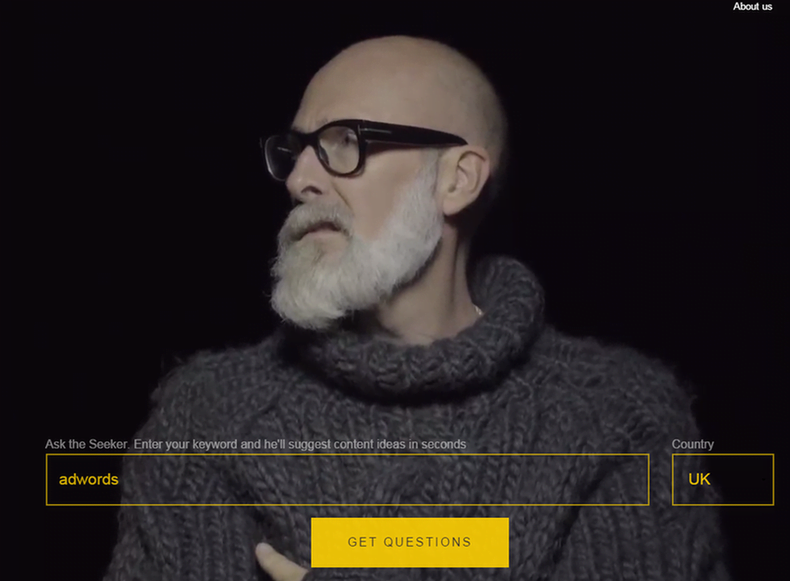 About us
Ask the Seeker. Enter your keyword and he'll suggest content ideas in seconds
Country
adwords
UK
GET QUESTIONS